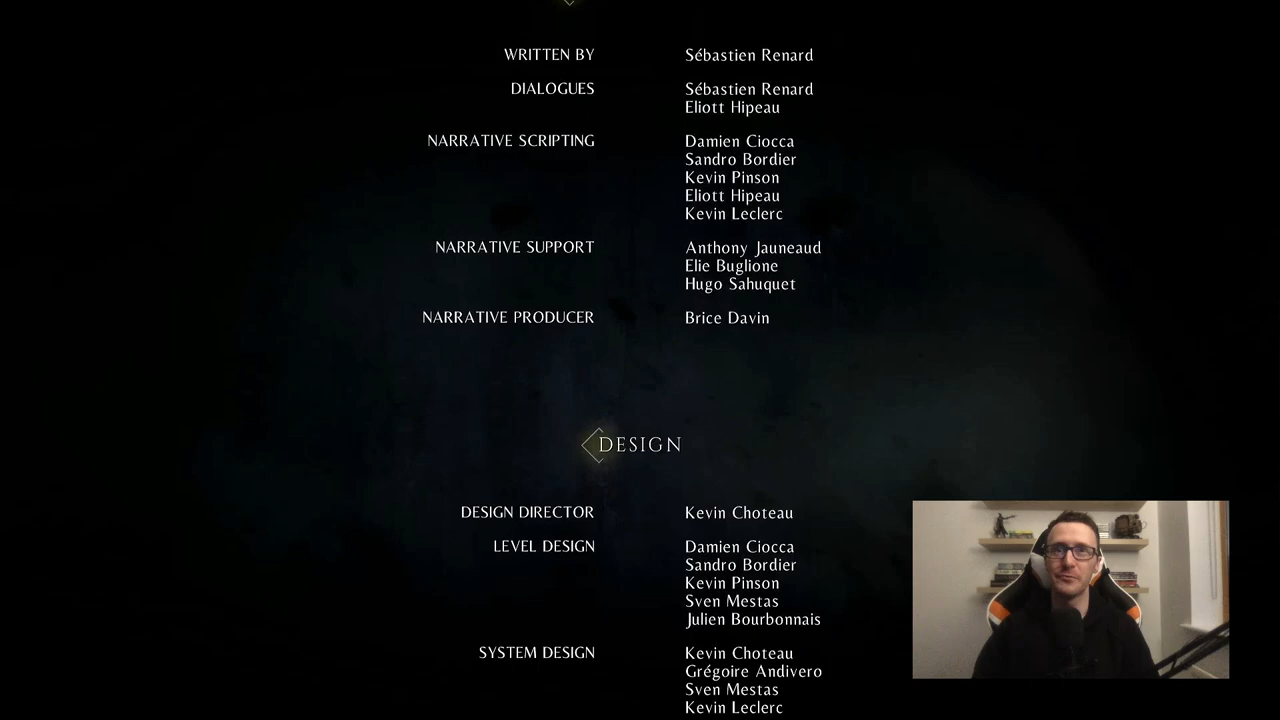 WRITTEN BY Sébastien Renard
DIALOGUES Sébastien Renard
Eliott Hipeau
NARRATIVE SCRIPTING Damien Ciocca
Sandro Bordier
Kevin Pinson
Eliott Hipeau
Kevin Leclerc
NARRATIVE SUPPORT Anthony Jauneaud
Elie Buglione
Hugo Sahuquet
NARRATIVE PRODUCER Brice Davin
DESIGN
DESIGN DIRECTOR Kevin Choteau
LEVEL DESIGN Damien Ciocca
Sandro Bordier
Kevin Pinson
Sven Mestas
Julien Bourbonnais
SYSTEM DESIGN Kevin Choteau
Grégoire Andivero
Sven Mestas
Kevin Leclerc